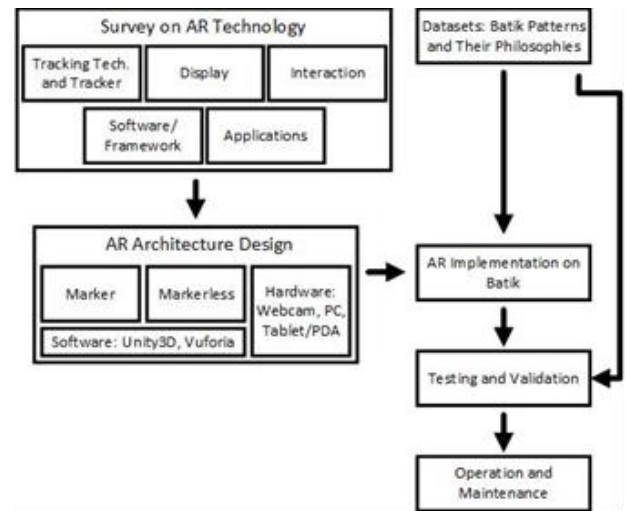 Survey on AR Technology
Tracking Tech.
and Tracker
Display
Interaction
Software/
Framework
Applications
AR Architecture Design
Marker
Markerless
Hardware:
Webcam, PC,
Tablet/PDA
Software: Unity3D, Vuforia
Datasets: Batik Patterns
and Their Philosophies
AR Implementation on
Batik
Testing and Validation
Operation and
Maintenance